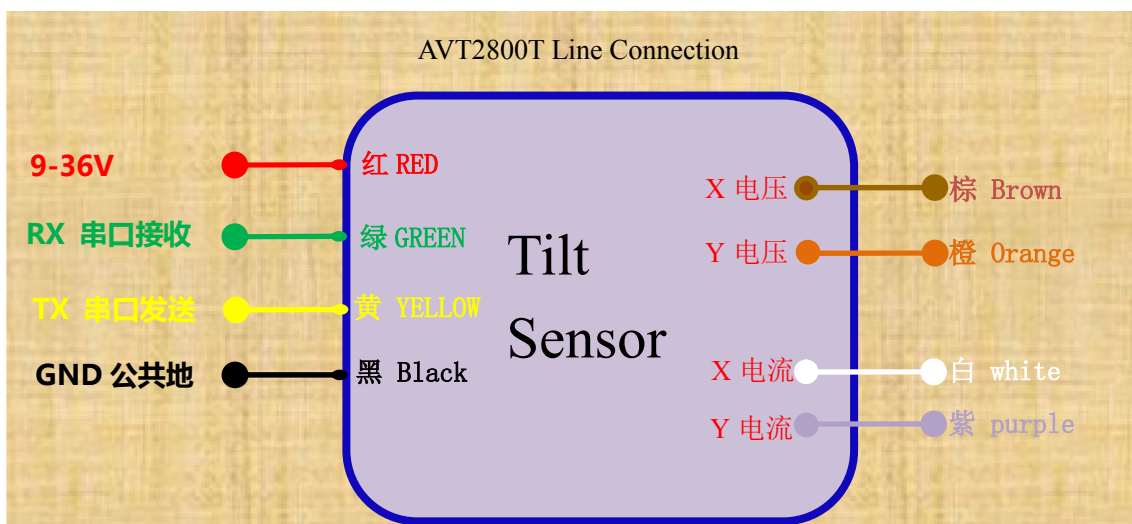 AVT2800T Line Connection
9-36V
红 RED
RX 串口接收
绿 GREEN
TX 串口发送
黄 YELLOW
GND 公共地
黑 Black
Tilt
Sensor
X 电压
棕 Brown
Y 电压
橙 Orange
X 电流
白 white
Y 电流
紫 purple